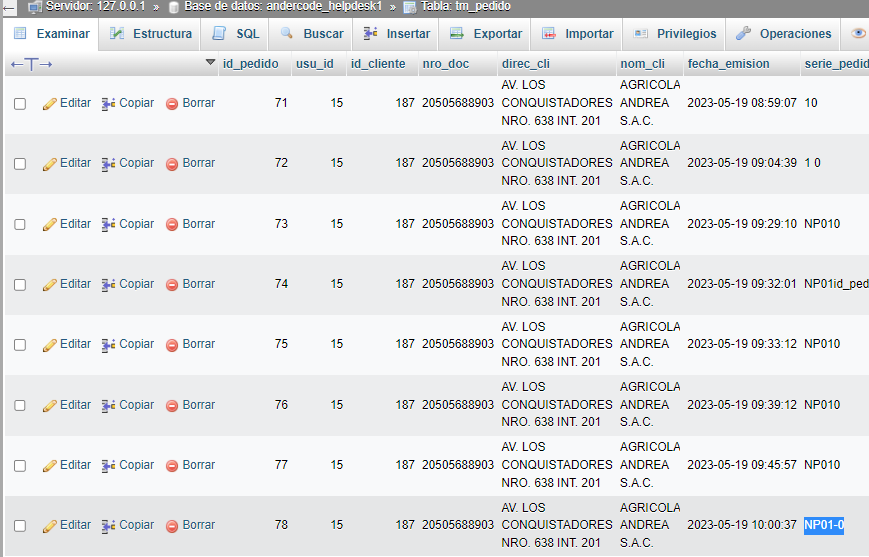 Servidor: 127.0.0.1 » Base de datos: andercode_helpdesk1 » Tabla: tm_pedido
Examinar Estructura SQL Buscar Insertar Exportar Importar Privilegios Operaciones
←T→ id_pedido usu_id id_cliente nro_doc direc_cli nom_cli fecha_emision serie_pedid
AV. LOS AGRICOLA
Editar Copiar Borrar 71 15 187 20505688903 CONQUISTADORES ANDREA 2023-05-19 08:59:07 10
NRO. 638 INT. 201 S.A.C.
AV. LOS AGRICOLA
Editar Copiar Borrar 72 15 187 20505688903 CONQUISTADORES ANDREA 2023-05-19 09:04:39 1 0
NRO. 638 INT. 201 S.A.C.
AV. LOS AGRICOLA
Editar Copiar Borrar 73 15 187 20505688903 CONQUISTADORES ANDREA 2023-05-19 09:29:10 NP010
NRO. 638 INT. 201 S.A.C.
AV. LOS AGRICOLA
Editar Copiar Borrar 74 15 187 20505688903 CONQUISTADORES ANDREA 2023-05-19 09:32:01 NP01id_ped
NRO. 638 INT. 201 S.A.C.
AV. LOS AGRICOLA
Editar Copiar Borrar 75 15 187 20505688903 CONQUISTADORES ANDREA 2023-05-19 09:33:12 NP010
NRO. 638 INT. 201 S.A.C.
AV. LOS AGRICOLA
Editar Copiar Borrar 76 15 187 20505688903 CONQUISTADORES ANDREA 2023-05-19 09:39:12 NP010
NRO. 638 INT. 201 S.A.C.
AV. LOS AGRICOLA
Editar Copiar Borrar 77 15 187 20505688903 CONQUISTADORES ANDREA 2023-05-19 09:45:57 NP010
NRO. 638 INT. 201 S.A.C.
AV. LOS AGRICOLA
Editar Copiar Borrar 78 15 187 20505688903 CONQUISTADORES ANDREA 2023-05-19 10:00:37 NP01-0
NRO. 638 INT. 201 S.A.C.